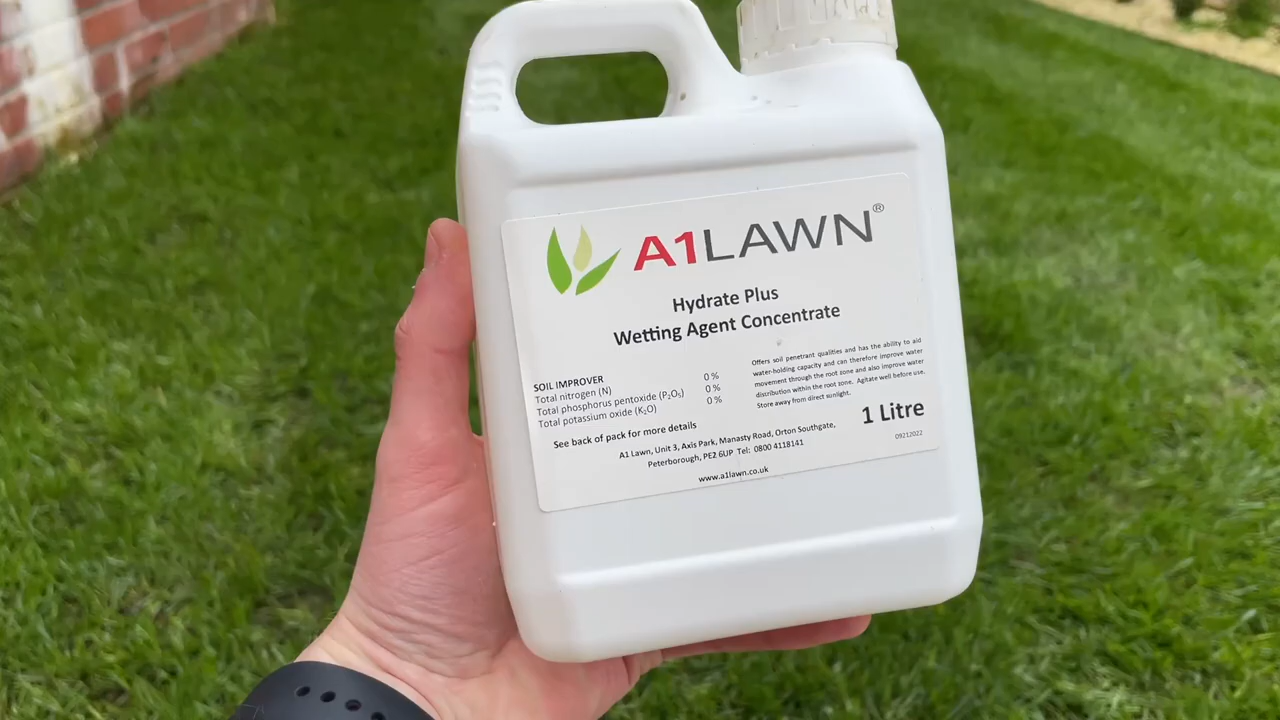 A1LAWN®
Hydrate Plus
Wetting Agent Concentrate
SOIL IMPROVER
Total nitrogen (N) 0 %
Total phosphorus pentoxide (P₂O₅) 0 %
Total potassium oxide (K₂O) 0 %
Offers soil penetrant qualities and has the ability to aid
water-holding capacity and can therefore improve water
movement through the root zone and also improve water
distribution within the root zone. Agitate well before use.
Store away from direct sunlight.
1 Litre
See back of pack for more details
A1 Lawn, Unit 3, Axis Park, Manasty Road, Orton Southgate,
Peterborough, PE2 6UP Tel: 0800 4118141
09212022
www.a1lawn.co.uk